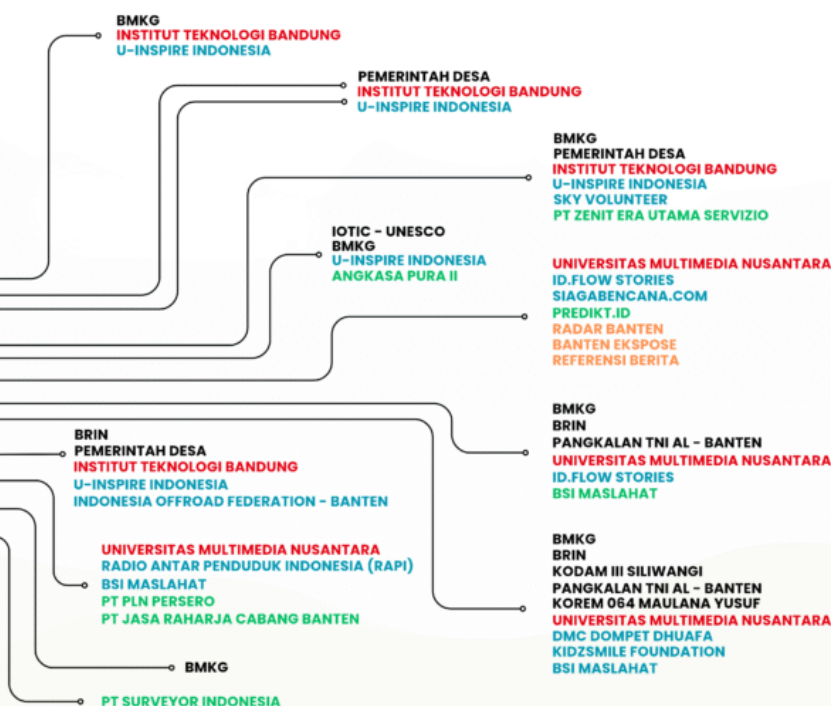 BMKG
INSTITUT TEKNOLOGI BANDUNG
U-INSPIRE INDONESIA
PEMERINTAH DESA
INSTITUT TEKNOLOGI BANDUNG
U-INSPIRE INDONESIA
BMKG
PEMERINTAH DESA
INSTITUT TEKNOLOGI BANDUNG
U-INSPIRE INDONESIA
SKY VOLUNTEER
PT ZENIT ERA UTAMA SERVIZIO
IOTIC - UNESCO
BMKG
U-INSPIRE INDONESIA
ANGKASA PURA II
UNIVERSITAS MULTIMEDIA NUSANTARA
ID.FLOW STORIES
SIAGABENCANA.COM
PREDIKT.ID
RADAR BANTEN
BANTEN EKSPOSE
REFERENSI BERITA
BMKG
BRIN
PANGKALAN TNI AL - BANTEN
UNIVERSITAS MULTIMEDIA NUSANTARA
ID.FLOW STORIES
BSI MASLAHAT
BRIN
PEMERINTAH DESA
INSTITUT TEKNOLOGI BANDUNG
U-INSPIRE INDONESIA
INDONESIA OFFROAD FEDERATION - BANTEN
BMKG
BRIN
KODAM III SILIWANGI
PANGKALAN TNI AL - BANTEN
KOREM 064 MAULANA YUSUF
UNIVERSITAS MULTIMEDIA NUSANTARA
DMC DOMPET DHUAFA
KIDZSMILE FOUNDATION
BSI MASLAHAT
UNIVERSITAS MULTIMEDIA NUSANTARA
RADIO ANTAR PENDUDUK INDONESIA (RAPI)
BSI MASLAHAT
PT PLN PERSERO
PT JASA RAHARJA CABANG BANTEN
BMKG
PT SURVEYOR INDONESIA